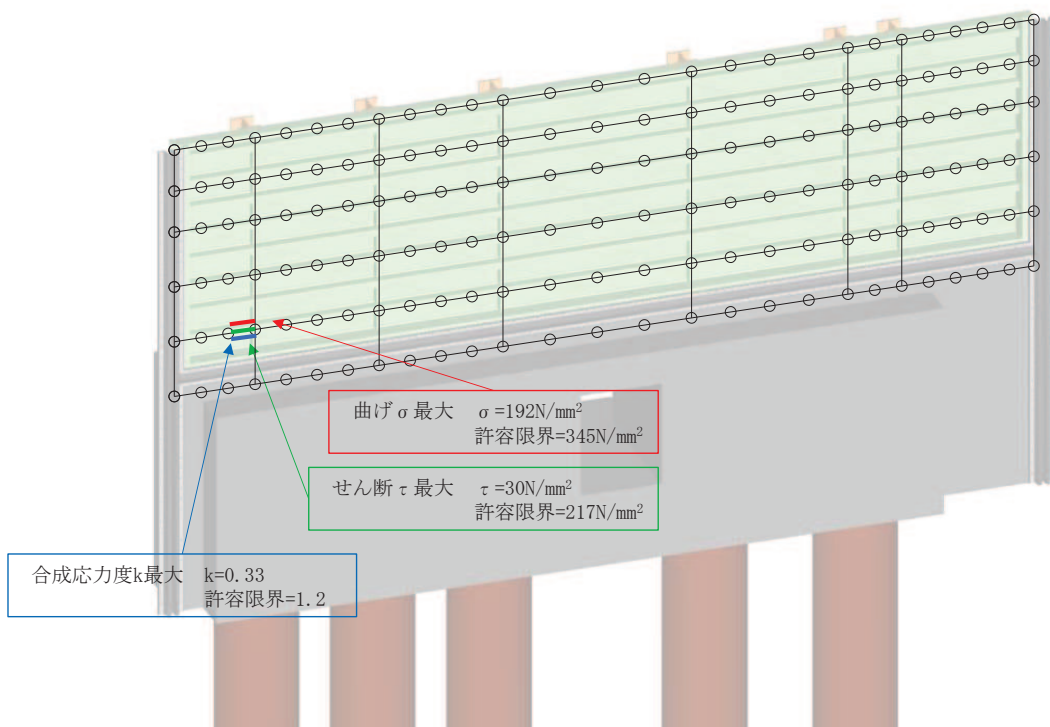 曲げσ最大 σ=192N/mm²
許容限界=345N/mm²
せん断τ最大 τ=30N/mm²
許容限界=217N/mm²
合成応力度k最大 k=0.33
許容限界=1.2